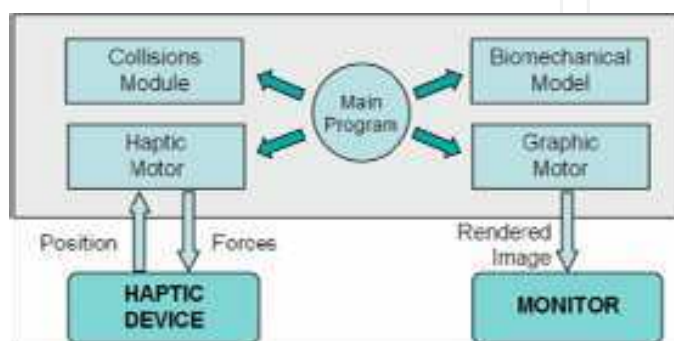 Collisions
Module
Biomechanical
Model
Main
Program
Haptic
Motor
Graphic
Motor
Position
Forces
Rendered
Image
HAPTIC
DEVICE
MONITOR